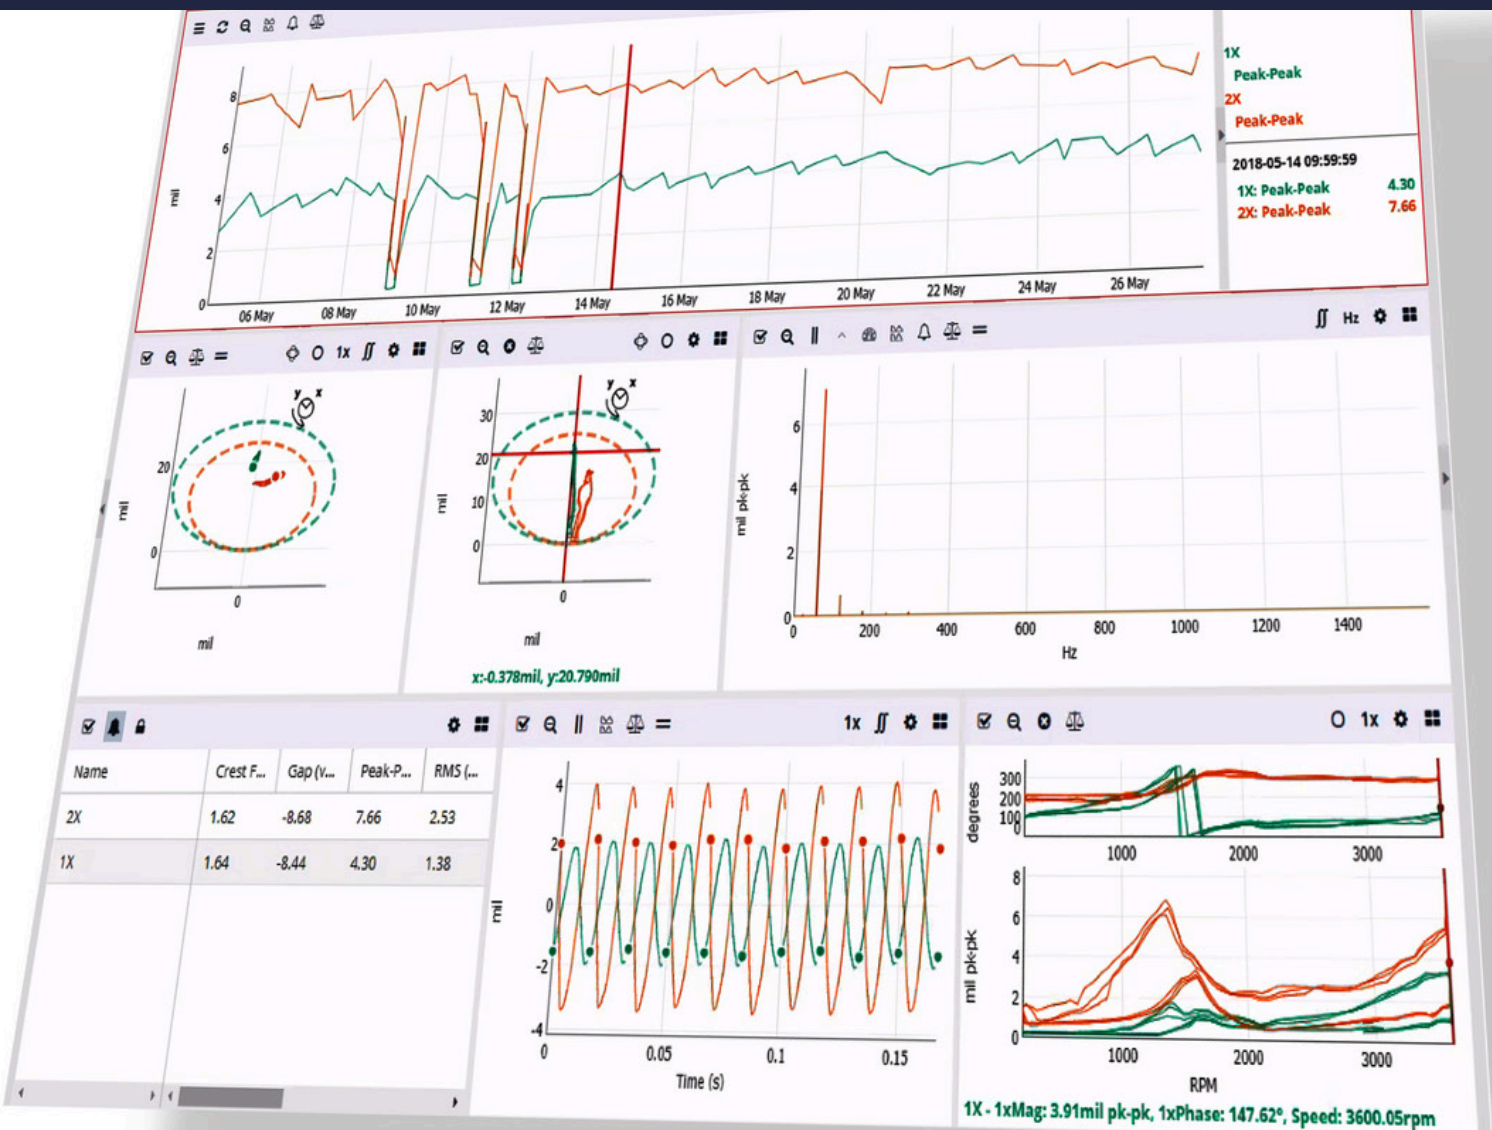 1X
Peak-Peak
2X
Peak-Peak
2018-05-14 09:59:59
1X: Peak-Peak 4.30
2X: Peak-Peak 7.66
8
6
4
2
0
mil
06 May 08 May 10 May 12 May 14 May 16 May 18 May 20 May 22 May 24 May 26 May
1x
Hz
y x
20
0
mil
0
mil
y x
30
20
10
0
mil
0
mil
x:-0.378mil, y:20.790mil
6
4
2
0
mil pk-pk
0 200 400 600 800 1000 1200 1400
Hz
Name Crest F... Gap (v... Peak-P... RMS (...
2X 1.62 -8.68 7.66 2.53
1X 1.64 -8.44 4.30 1.38
1x
4
2
0
-2
-4
mil
0 0.05 0.1 0.15
Time (s)
1x
300
200
100
0
degrees
1000 2000 3000
8
6
4
2
0
mil pk-pk
1000 2000 3000
RPM
1X - 1xMag: 3.91mil pk-pk, 1xPhase: 147.62°, Speed: 3600.05rpm